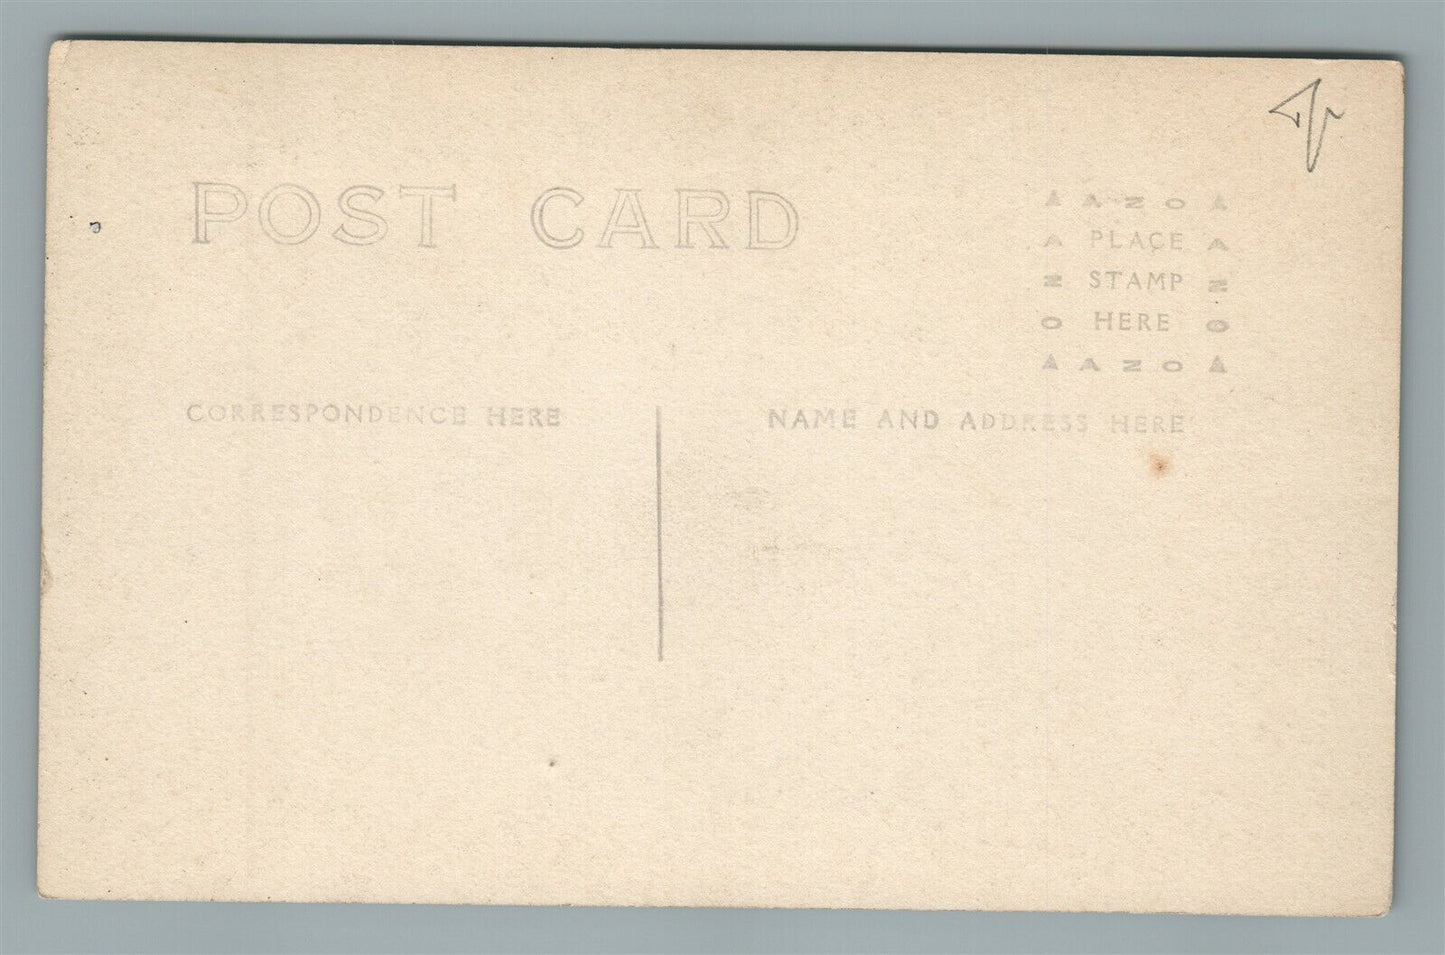 POST CARD
AZO
A PLACE A
Z STAMP Z
O HERE O
AZO
CORRESPONDENCE HERE
NAME AND ADDRESS HERE